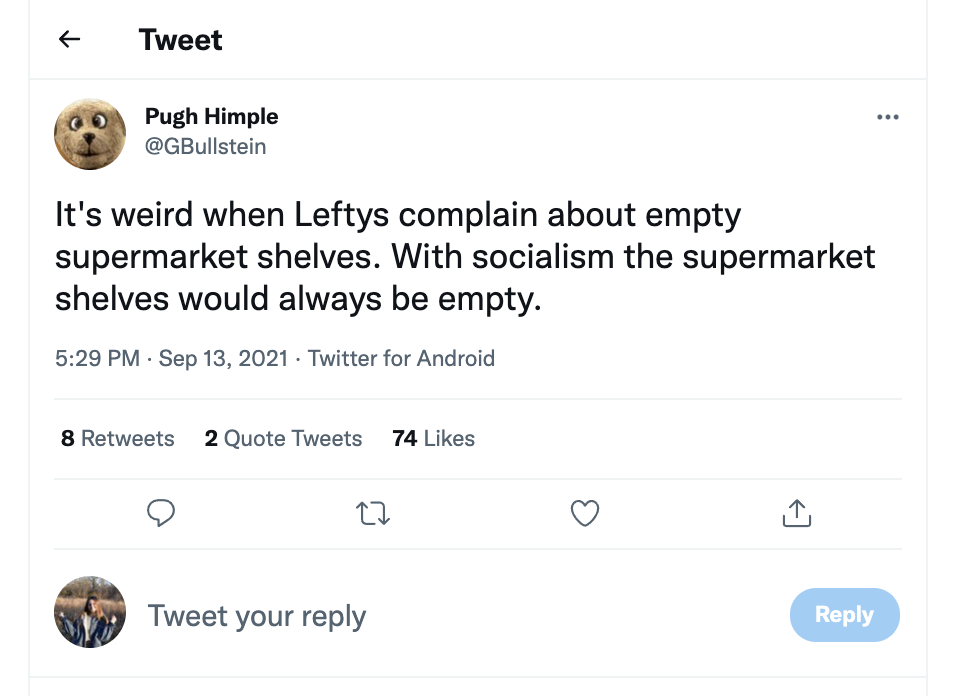 Tweet
Pugh Himple
@GBullstein
It's weird when Leftys complain about empty
supermarket shelves. With socialism the supermarket
shelves would always be empty.
5:29 PM · Sep 13, 2021 · Twitter for Android
8 Retweets 2 Quote Tweets 74 Likes
Tweet your reply
Reply